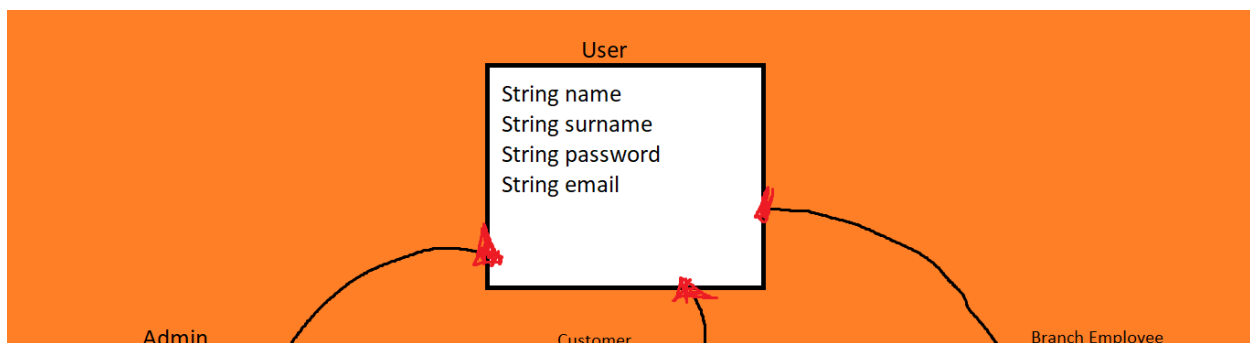 User
String name
String surname
String password
String email
Admin
Customer
Branch Employee